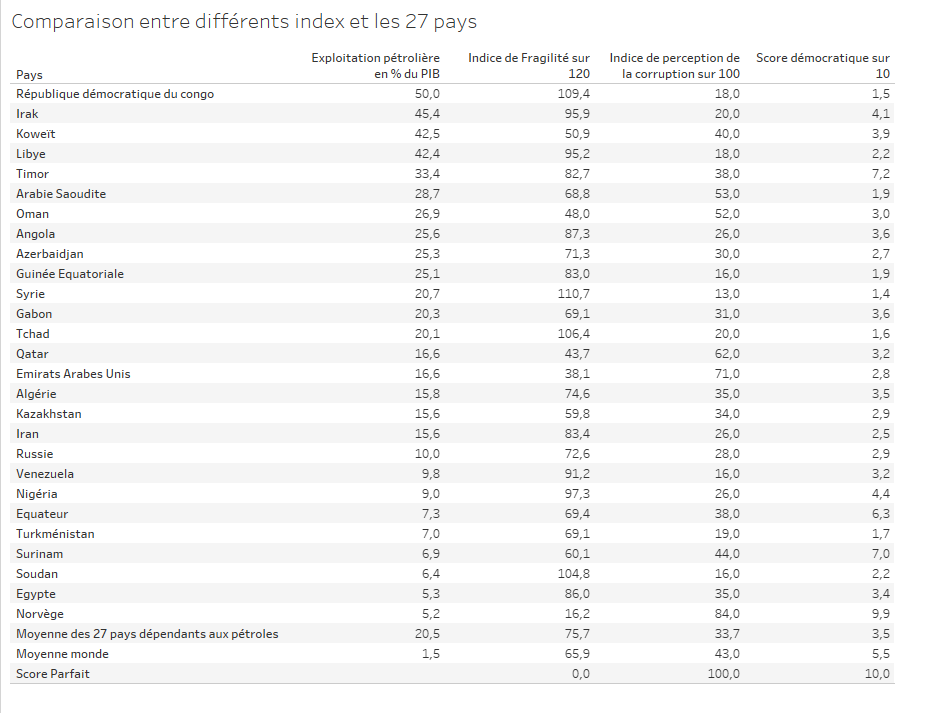 Comparaison entre différents index et les 27 pays
Exploitation pétrolière Indice de Fragilité sur Indice de perception de Score démocratique sur
Pays en % du PIB 120 la corruption sur 100 10
République démocratique du congo 50,0 109,4 18,0 1,5
Irak 45,4 95,9 20,0 4,1
Koweït 42,5 50,9 40,0 3,9
Libye 42,4 95,2 18,0 2,2
Timor 33,4 82,7 38,0 7,2
Arabie Saoudite 28,7 68,8 53,0 1,9
Oman 26,9 48,0 52,0 3,0
Angola 25,6 87,3 26,0 3,6
Azerbaidjan 25,3 71,3 30,0 2,7
Guinée Equatoriale 25,1 83,0 16,0 1,9
Syrie 20,7 110,7 13,0 1,4
Gabon 20,3 69,1 31,0 3,6
Tchad 20,1 106,4 20,0 1,6
Qatar 16,6 43,7 62,0 3,2
Emirats Arabes Unis 16,6 38,1 71,0 2,8
Algérie 15,8 74,6 35,0 3,5
Kazakhstan 15,6 59,8 34,0 2,9
Iran 15,6 83,4 26,0 2,5
Russie 10,0 72,6 28,0 2,9
Venezuela 9,8 91,2 16,0 3,2
Nigéria 9,0 97,3 26,0 4,4
Equateur 7,3 69,4 38,0 6,3
Turkménistan 7,0 69,1 19,0 1,7
Surinam 6,9 60,1 44,0 7,0
Soudan 6,4 104,8 16,0 2,2
Egypte 5,3 86,0 35,0 3,4
Norvège 5,2 16,2 84,0 9,9
Moyenne des 27 pays dépendants aux pétroles 20,5 75,7 33,7 3,5
Moyenne monde 1,5 65,9 43,0 5,5
Score Parfait 0,0 100,0 10,0